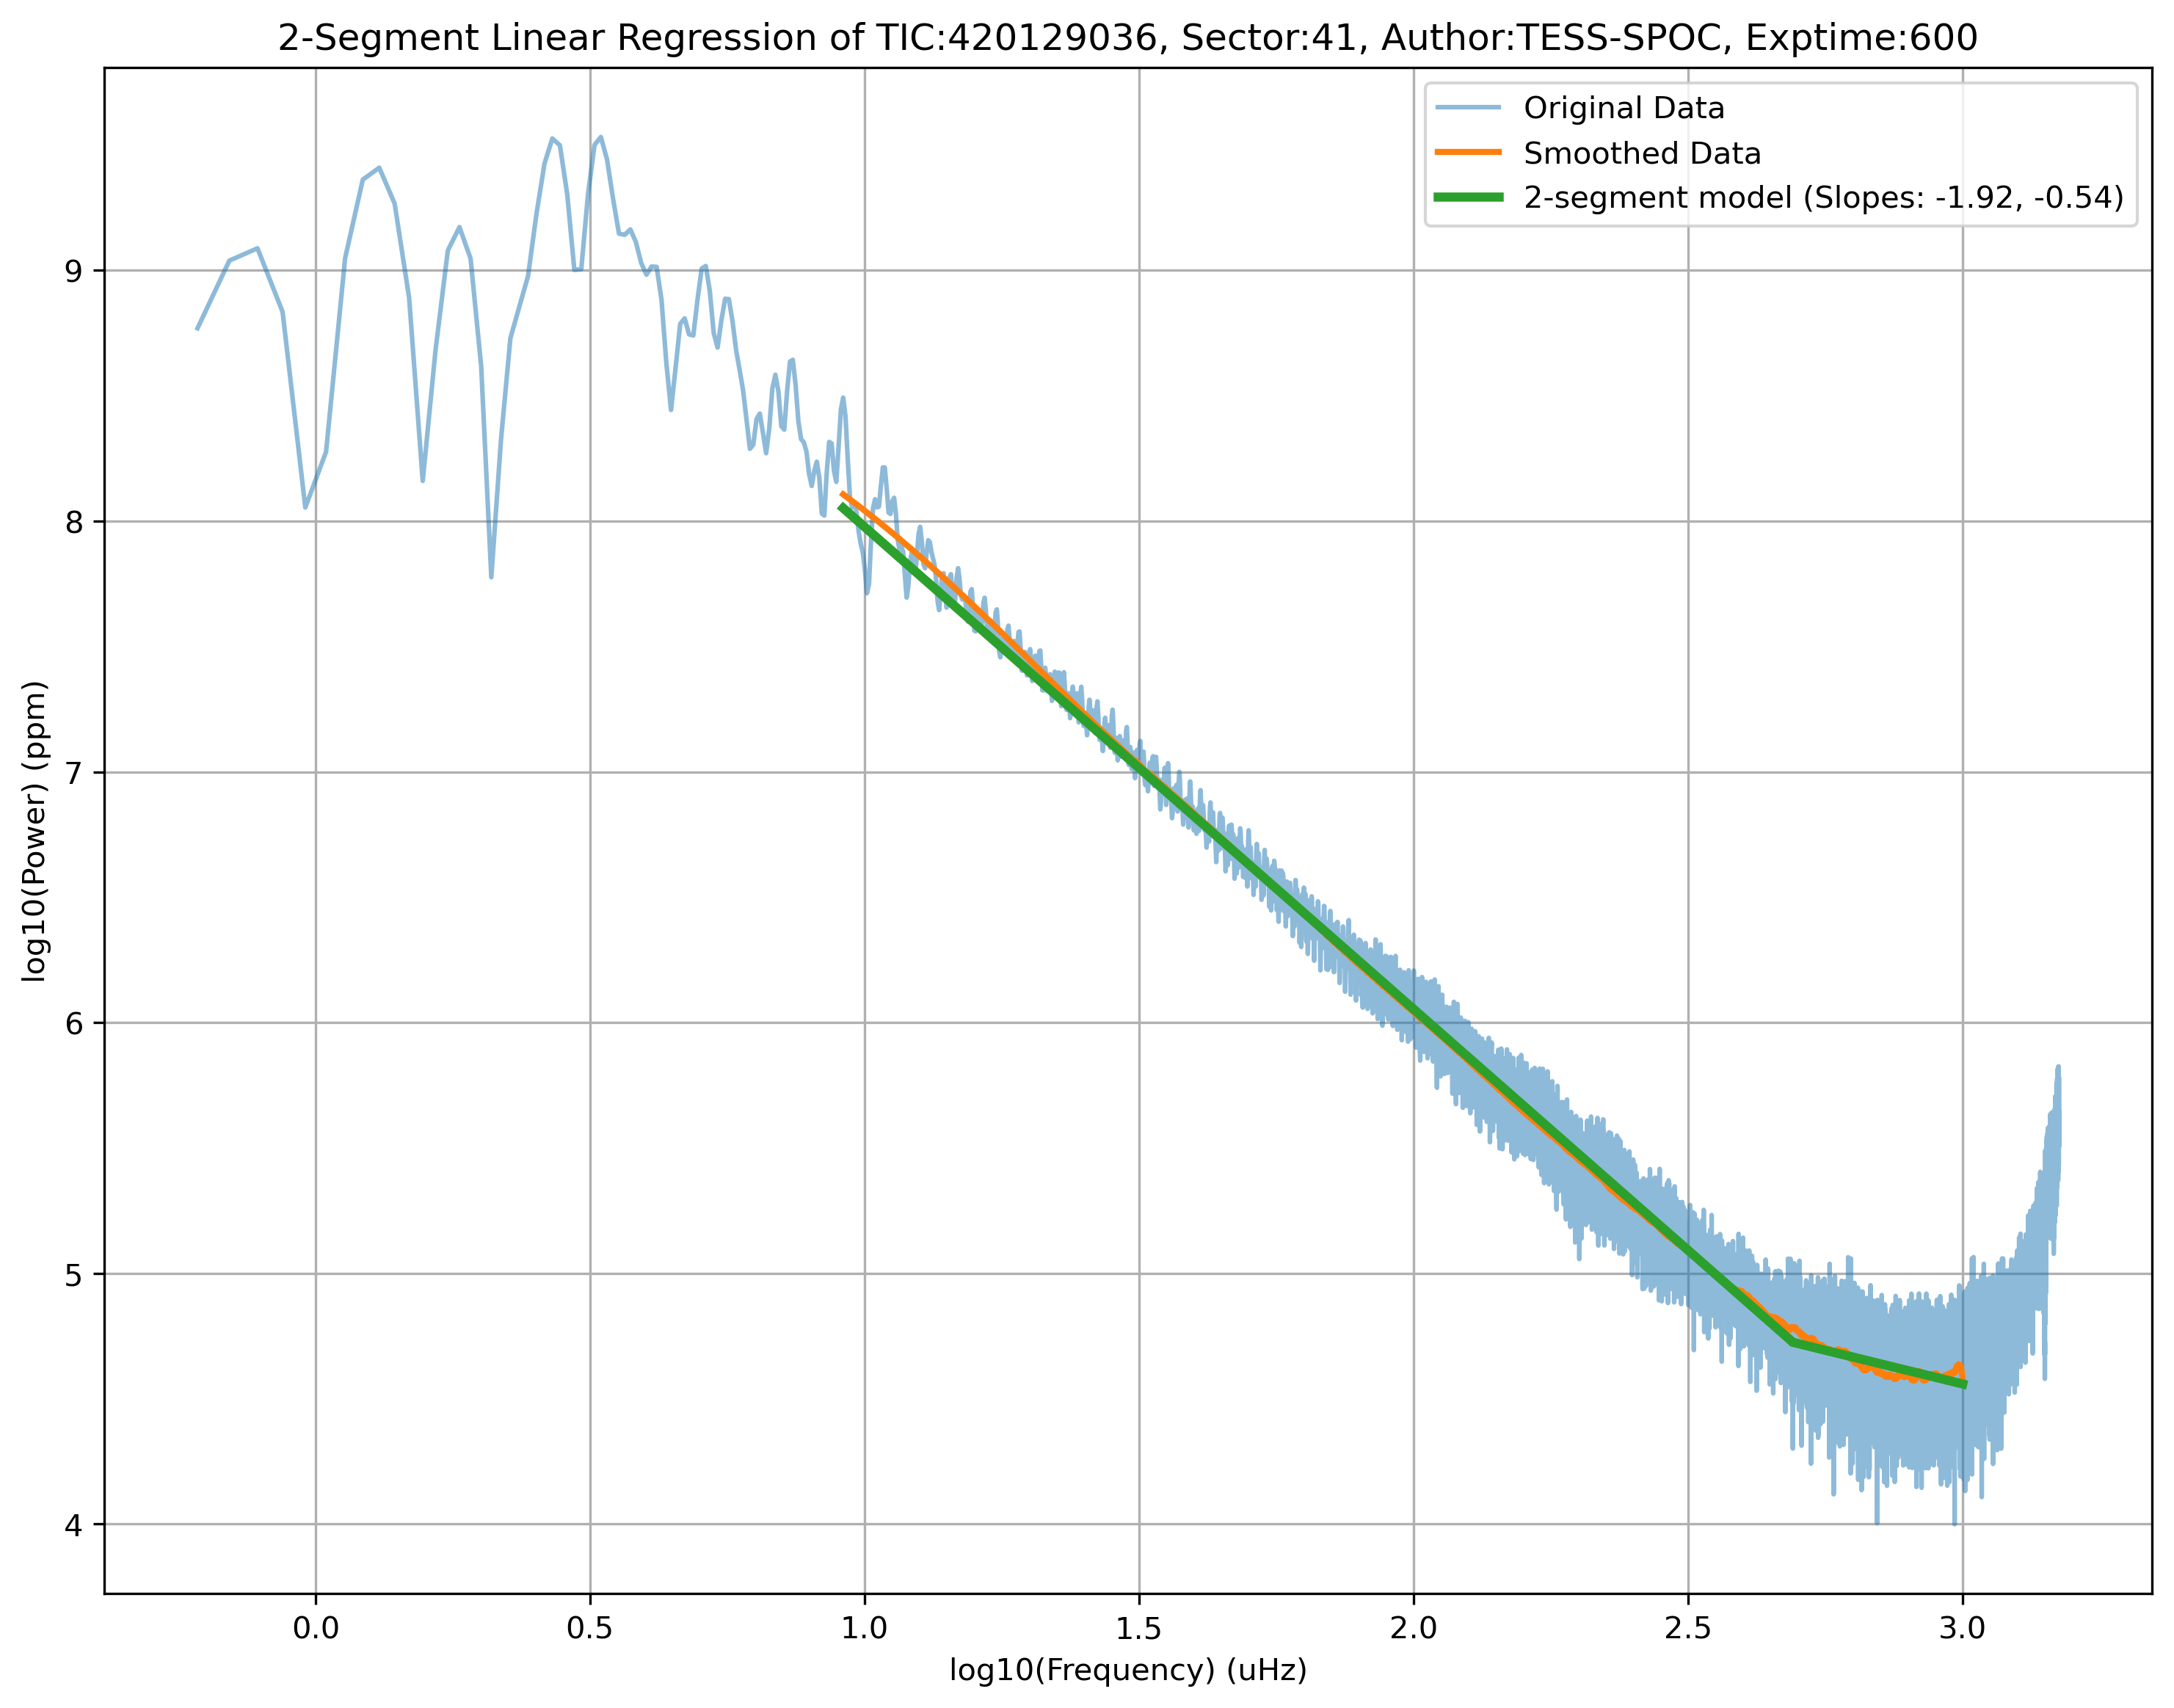 2-Segment Linear Regression of TIC:420129036, Sector:41, Author:TESS-SPOC, Exptime:600
Original Data
Smoothed Data
2-segment model (Slopes: -1.92, -0.54)
log10(Power) (ppm)
9
8
7
6
5
4
0.0 0.5 1.0 1.5 2.0 2.5 3.0
log10(Frequency) (uHz)